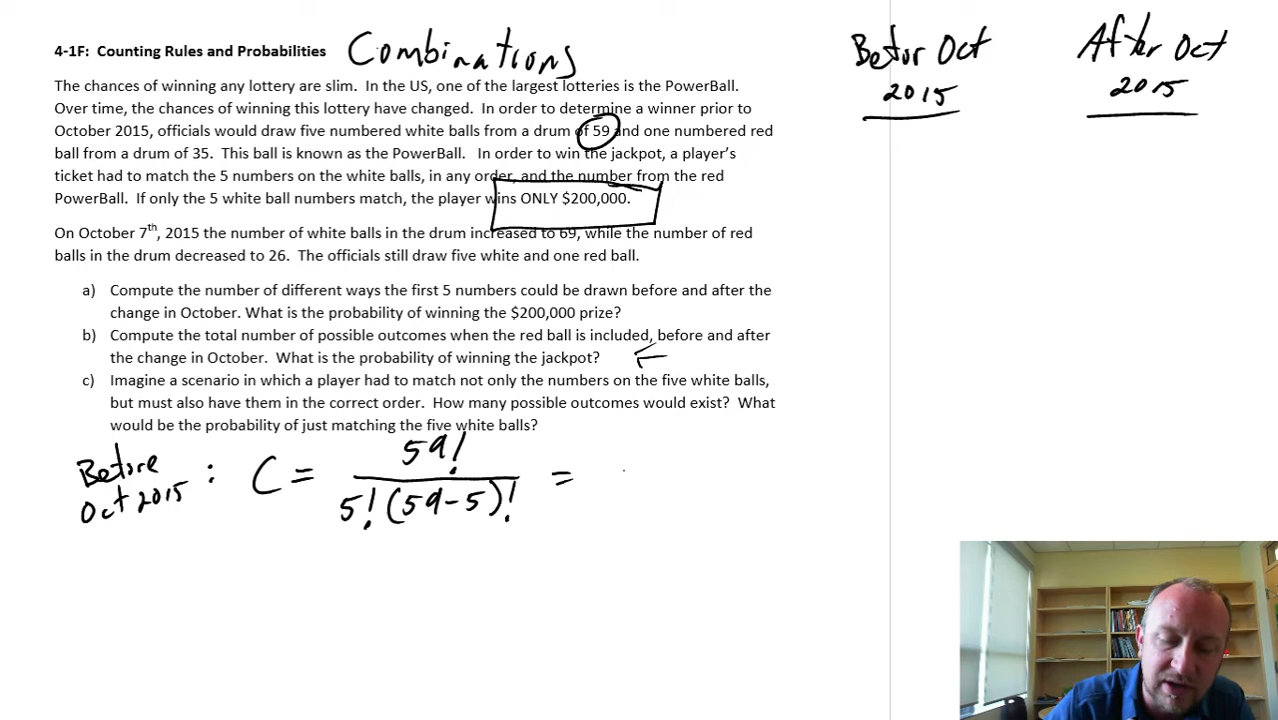 4-1F: Counting Rules and Probabilities Combinations
The chances of winning any lottery are slim. In the US, one of the largest lotteries is the PowerBall.
Over time, the chances of winning this lottery have changed. In order to determine a winner prior to
October 2015, officials would draw five numbered white balls from a drum of 59 and one numbered red
ball from a drum of 35. This ball is known as the PowerBall. In order to win the jackpot, a player's
ticket had to match the 5 numbers on the white balls, in any order, and the number from the red
PowerBall. If only the 5 white ball numbers match, the player wins ONLY $200,000.
On October 7th, 2015 the number of white balls in the drum increased to 69, while the number of red
balls in the drum decreased to 26. The officials still draw five white and one red ball.
a) Compute the number of different ways the first 5 numbers could be drawn before and after the
change in October. What is the probability of winning the $200,000 prize?
b) Compute the total number of possible outcomes when the red ball is included, before and after
the change in October. What is the probability of winning the jackpot?
c) Imagine a scenario in which a player had to match not only the numbers on the five white balls,
but must also have them in the correct order. How many possible outcomes would exist? What
would be the probability of just matching the five white balls?
Before
Oct 2015 : C = 59! / 5!(59-5)! =
Befor Oct
2015
After Oct
2015